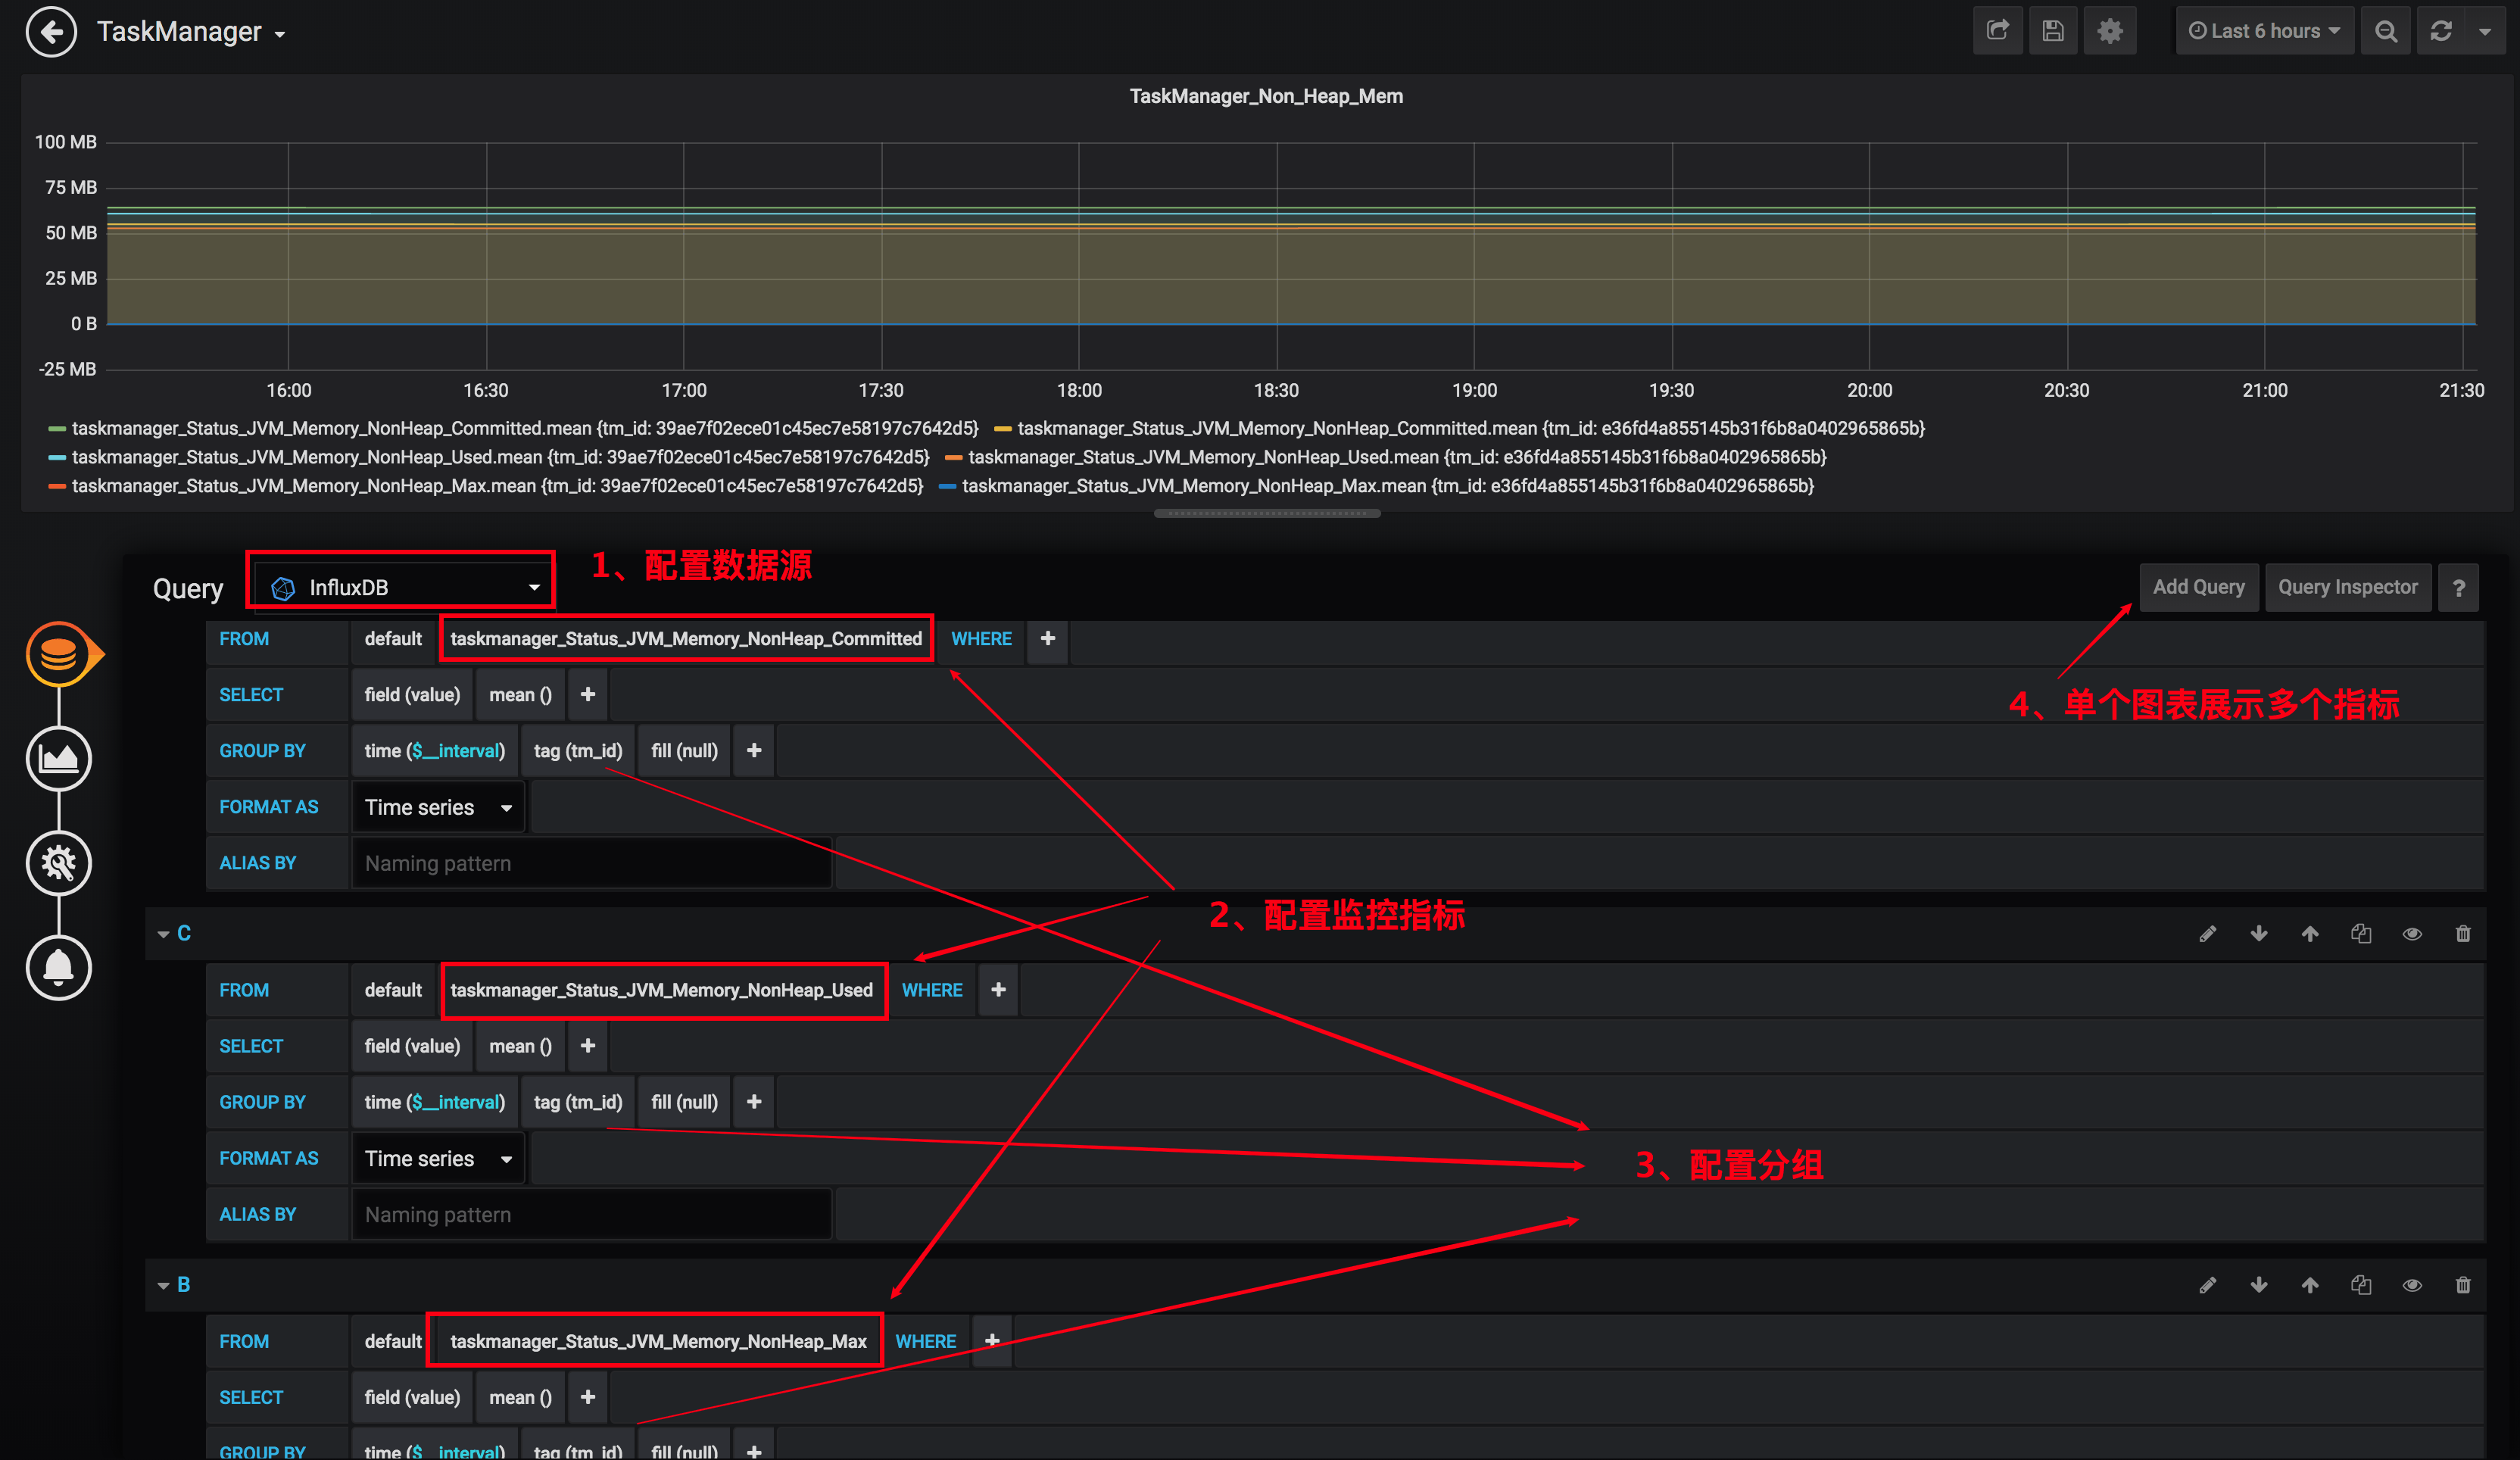 TaskManager
Last 6 hours
TaskManager_Non_Heap_Mem
100 MB
75 MB
50 MB
25 MB
0 B
-25 MB
16:00 16:30 17:00 17:30 18:00 18:30 19:00 19:30 20:00 20:30 21:00 21:30
taskmanager_Status_JVM_Memory_NonHeap_Committed.mean {tm_id: 39ae7f02ece01c45ec7e58197c7642d5} taskmanager_Status_JVM_Memory_NonHeap_Committed.mean {tm_id: e36fd4a855145b31f6b8a0402965865b}
taskmanager_Status_JVM_Memory_NonHeap_Used.mean {tm_id: 39ae7f02ece01c45ec7e58197c7642d5} taskmanager_Status_JVM_Memory_NonHeap_Used.mean {tm_id: e36fd4a855145b31f6b8a0402965865b}
taskmanager_Status_JVM_Memory_NonHeap_Max.mean {tm_id: 39ae7f02ece01c45ec7e58197c7642d5} taskmanager_Status_JVM_Memory_NonHeap_Max.mean {tm_id: e36fd4a855145b31f6b8a0402965865b}
1、配置数据源
Query InfluxDB Add Query Query Inspector ?
FROM default taskmanager_Status_JVM_Memory_NonHeap_Committed WHERE +
SELECT field (value) mean () +
4、单个图表展示多个指标
GROUP BY time ($__interval) tag (tm_id) fill (null) +
FORMAT AS Time series
ALIAS BY Naming pattern
2、配置监控指标
C
FROM default taskmanager_Status_JVM_Memory_NonHeap_Used WHERE +
SELECT field (value) mean () +
GROUP BY time ($__interval) tag (tm_id) fill (null) +
FORMAT AS Time series
3、配置分组
ALIAS BY Naming pattern
B
FROM default taskmanager_Status_JVM_Memory_NonHeap_Max WHERE +
SELECT field (value) mean () +
GROUP BY time ($__interval) tag (tm_id) fill (null) +